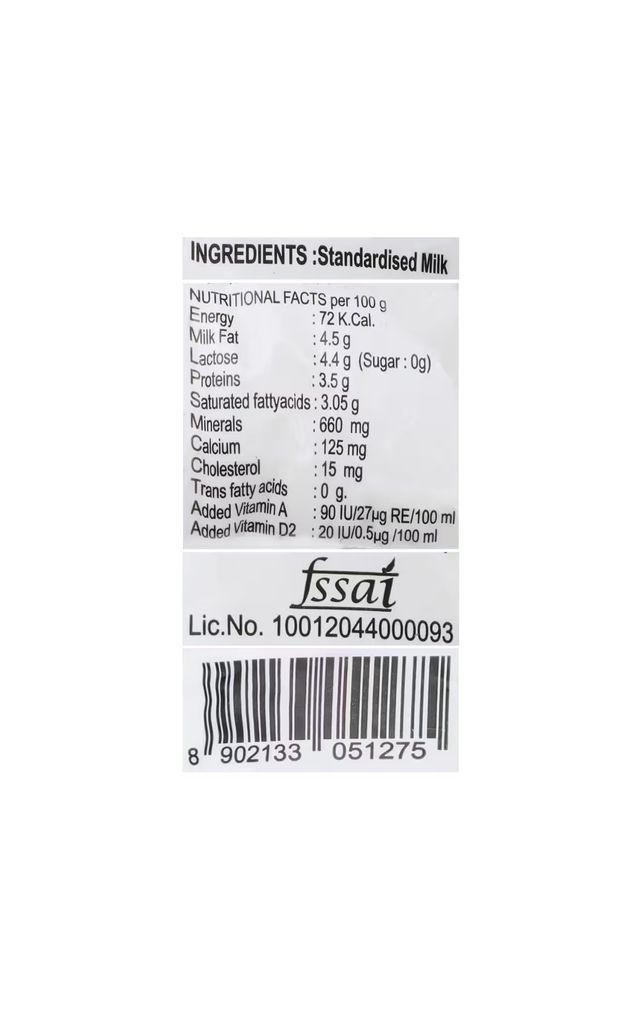 INGREDIENTS :Standardised Milk
NUTRITIONAL FACTS per 100 g
Energy : 72 K.Cal.
Milk Fat : 4.5 g
Lactose : 4.4 g (Sugar : 0g)
Proteins : 3.5 g
Saturated fattyacids : 3.05 g
Minerals : 660 mg
Calcium : 125 mg
Cholesterol : 15 mg
Trans fatty acids : 0 g.
Added Vitamin A : 90 IU/27µg RE/100 ml
Added Vitamin D2 : 20 IU/0.5µg /100 ml
fssai
Lic.No. 10012044000093
8 902133 051275